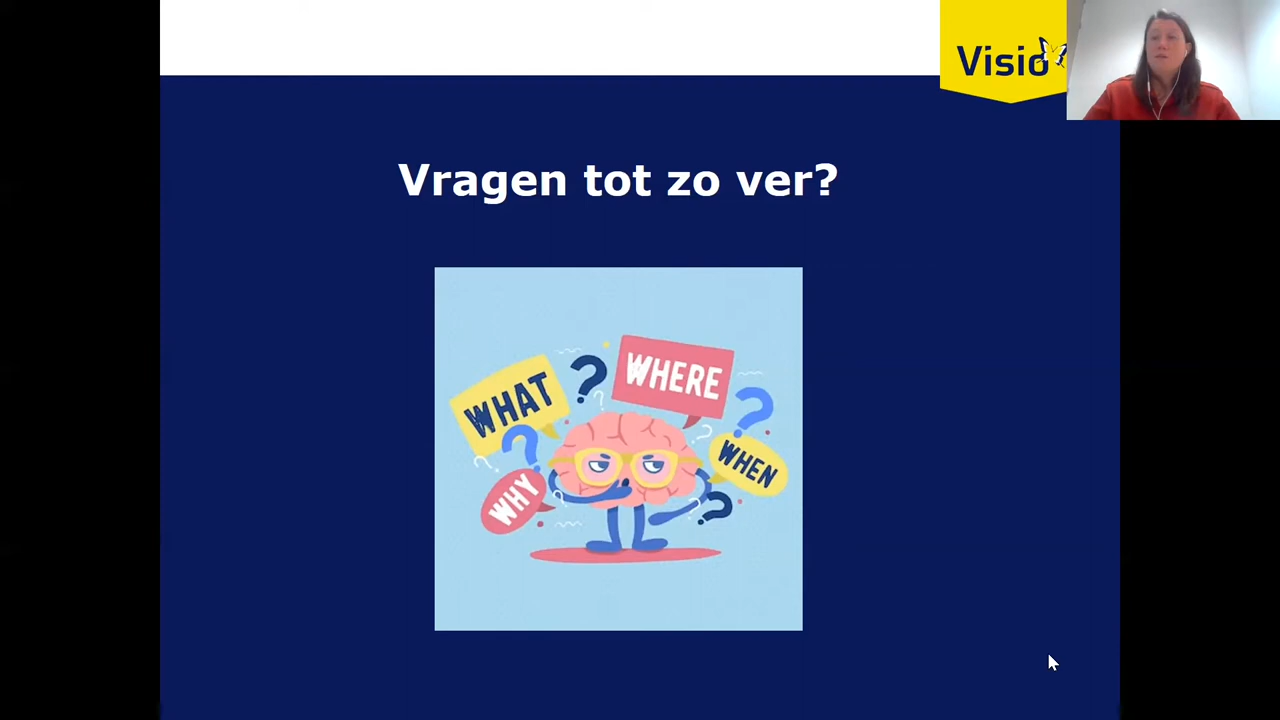 Visio
Vragen tot zo ver?
WHAT
?
WHERE
?
?
WHEN
WHY
?